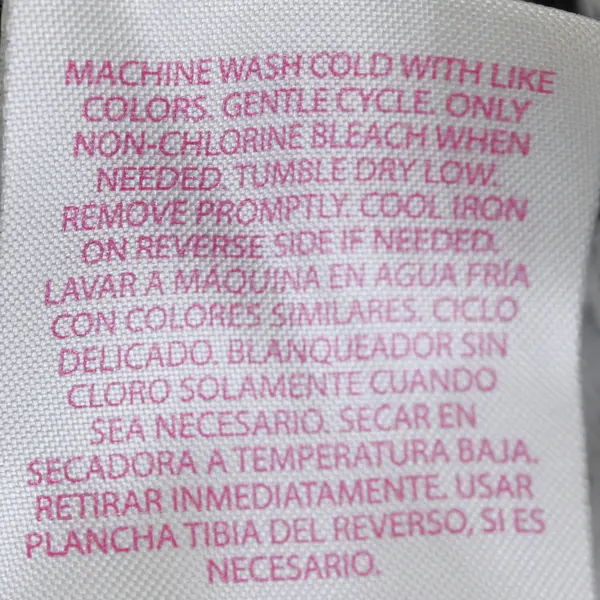 MACHINE WASH COLD WITH LIKE
COLORS. GENTLE CYCLE. ONLY
NON-CHLORINE BLEACH WHEN
NEEDED. TUMBLE DRY LOW.
REMOVE PROMPTLY. COOL IRON
ON REVERSE SIDE IF NEEDED.
LAVAR A MÁQUINA EN AGUA FRÍA
CON COLORES SIMILARES. CICLO
DELICADO. BLANQUEADOR SIN
CLORO SOLAMENTE CUANDO
SEA NECESARIO. SECAR EN
SECADORA A TEMPERATURA BAJA.
RETIRAR INMEDIATAMENTE. USAR
PLANCHA TIBIA DEL REVERSO, SI ES
NECESARIO.